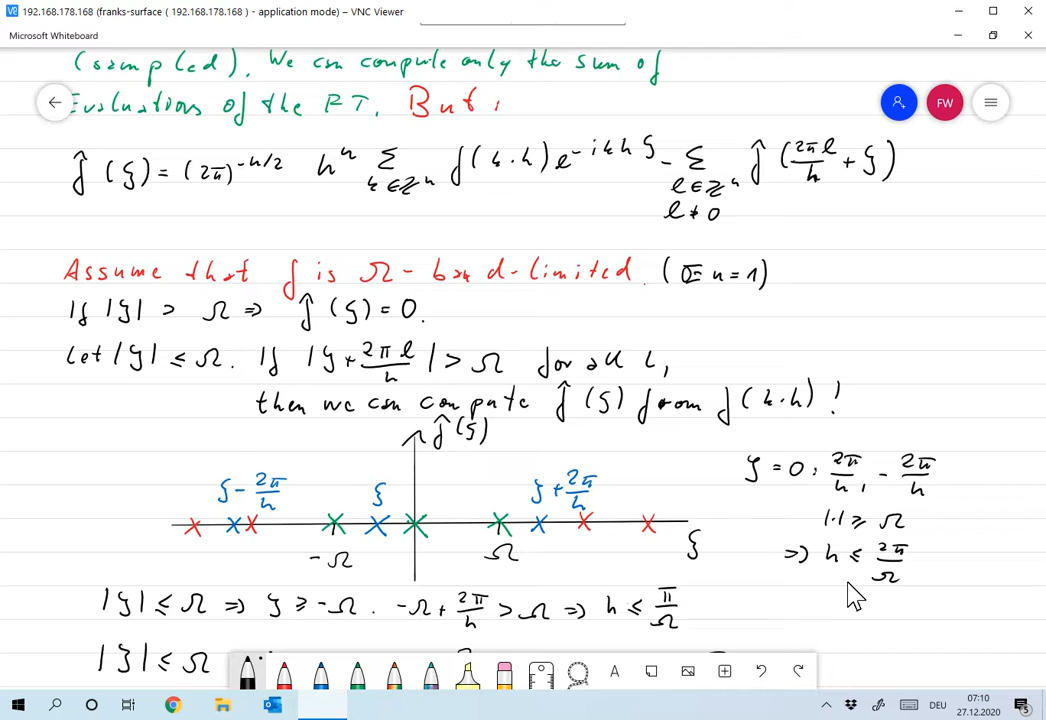 192.168.178.168 (franks-surface ( 192.168.178.168 ) - application mode) – VNC Viewer
Microsoft Whiteboard
(sampled). We can compute only the sum of
Evaluations of the FT. But:
f̂(ξ) = (2π)^{-n/2} h^n Σ_{k∈ℤ^n} f(k·h) e^{-ikhξ} - Σ_{l∈ℤ^n, l≠0} f̂(2πl/h + ξ)
Assume that f is Ω-band-limited. (n=1)
If |ξ| > Ω ⇒ f̂(ξ) = 0.
Let |ξ| ≤ Ω. If |ξ + 2πl/h| > Ω for all l,
then we can compute f̂(ξ) from f(k·h)!
f̂(ξ)
ξ - 2π/h ξ ξ + 2π/h
-Ω Ω ξ
ξ = 0: 2π/h, -2π/h
|·| ≥ Ω
⇒ h ≤ 2π/Ω
|ξ| ≤ Ω ⇒ ξ ≥ -Ω. -Ω + 2π/h > Ω ⇒ h ≤ π/Ω
|ξ| ≤ Ω
FW
A
DEU
07:10
27.12.2020
5